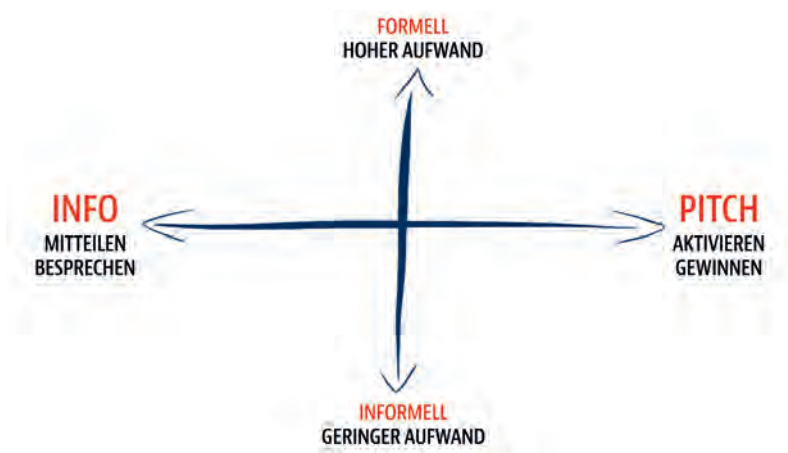 FORMELL
HOHER AUFWAND
INFO
MITTEILEN
BESPRECHEN
PITCH
AKTIVIEREN
GEWINNEN
INFORMELL
GERINGER AUFWAND